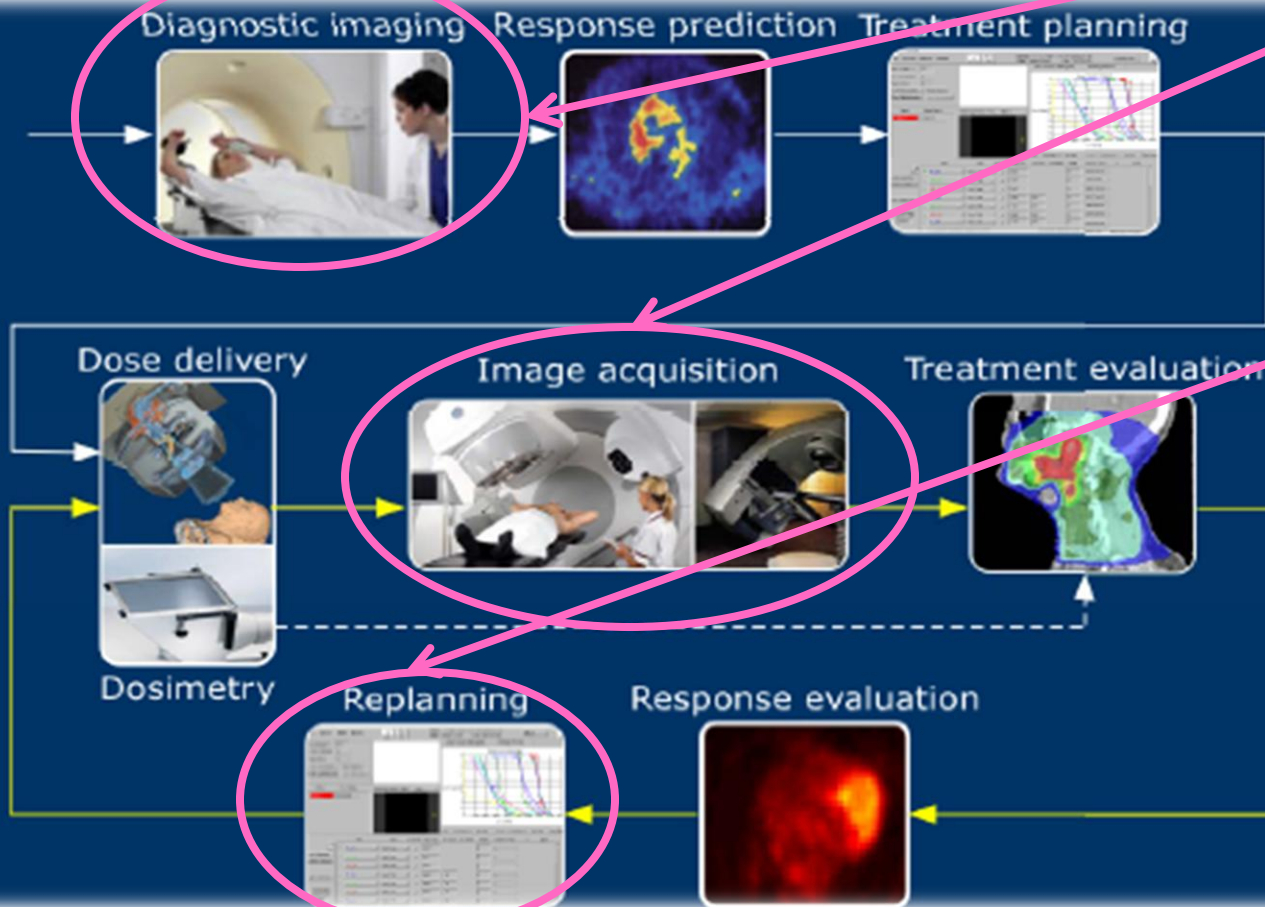 Diagnostic imaging
Response prediction
Treatment planning
Dose delivery
Image acquisition
Treatment evaluation
Dosimetry
Replanning
Response evaluation